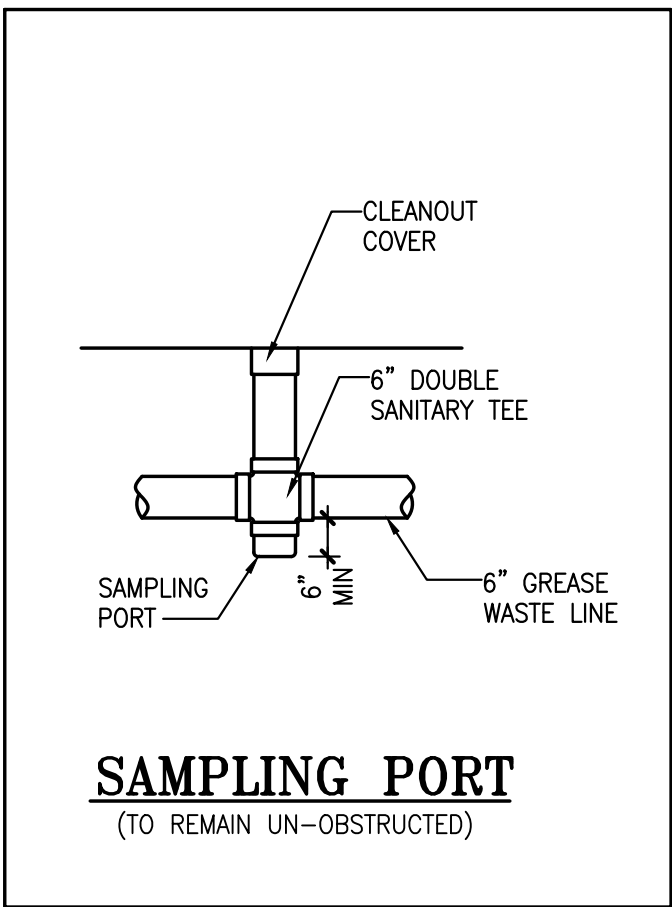 CLEANOUT
COVER
6" DOUBLE
SANITARY TEE
SAMPLING
PORT
6"
MIN
6" GREASE
WASTE LINE
SAMPLING PORT
(TO REMAIN UN-OBSTRUCTED)